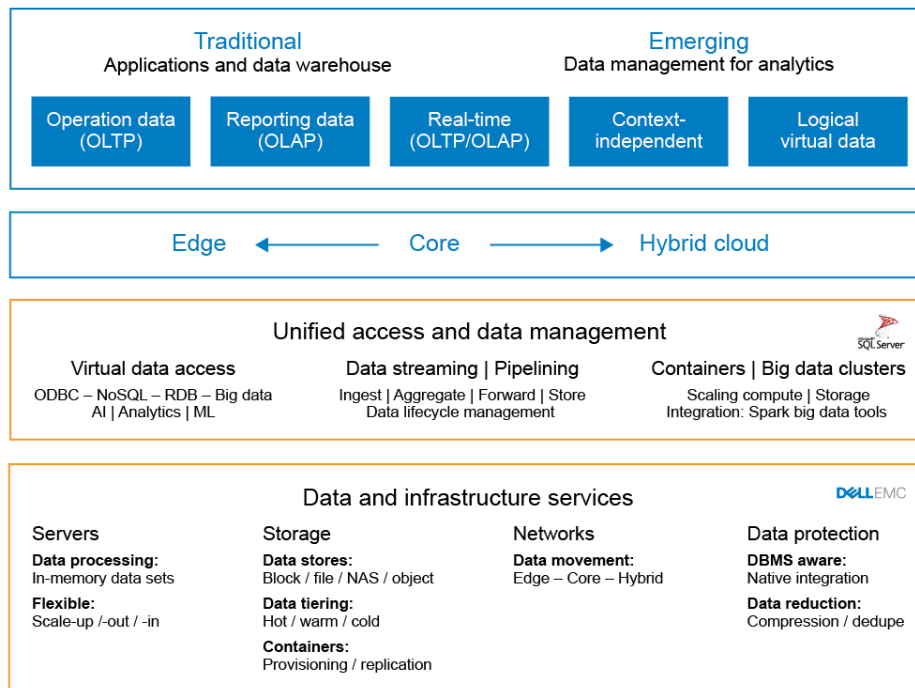 Traditional
Applications and data warehouse
Emerging
Data management for analytics
Operation data
(OLTP)
Reporting data
(OLAP)
Real-time
(OLTP/OLAP)
Context-
independent
Logical
virtual data
Edge
Core
Hybrid cloud
Unified access and data management
Microsoft
SQL Server
Virtual data access
ODBC – NoSQL – RDB – Big data
AI | Analytics | ML
Data streaming | Pipelining
Ingest | Aggregate | Forward | Store
Data lifecycle management
Containers | Big data clusters
Scaling compute | Storage
Integration: Spark big data tools
Data and infrastructure services
DELLEMC
Servers
Data processing:
In-memory data sets
Flexible:
Scale-up /-out / -in
Storage
Data stores:
Block / file / NAS / object
Data tiering:
Hot / warm / cold
Containers:
Provisioning / replication
Networks
Data movement:
Edge – Core – Hybrid
Data protection
DBMS aware:
Native integration
Data reduction:
Compression / dedupe